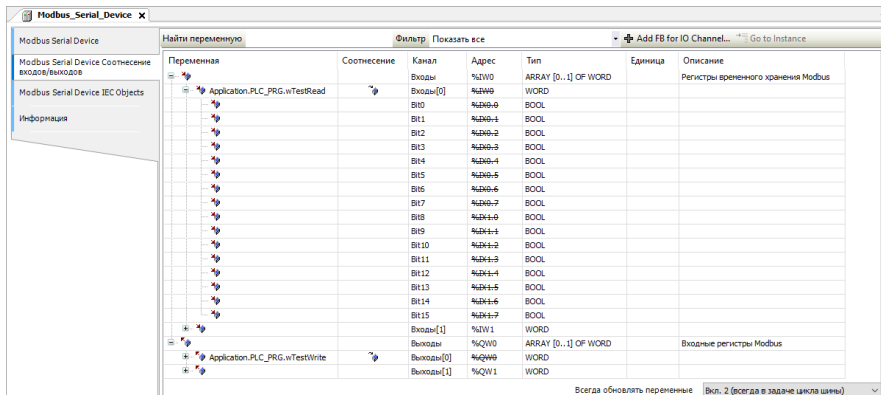 Modbus_Serial_Device X
Modbus Serial Device
Modbus Serial Device Соотнесение
входов/выходов
Modbus Serial Device IEC Objects
Информация
Найти переменную Фильтр Показать все Add FB for IO Channel... Go to Instance
Переменная Соотнесение Канал Адрес Тип Единица Описание
Входы %IW0 ARRAY [0..1] OF WORD Регистры временного хранения Modbus
Application.PLC_PRG.wTestRead Входы[0] %IW0 WORD
Bit0 %IX0.0 BOOL
Bit1 %IX0.1 BOOL
Bit2 %IX0.2 BOOL
Bit3 %IX0.3 BOOL
Bit4 %IX0.4 BOOL
Bit5 %IX0.5 BOOL
Bit6 %IX0.6 BOOL
Bit7 %IX0.7 BOOL
Bit8 %IX1.0 BOOL
Bit9 %IX1.1 BOOL
Bit10 %IX1.2 BOOL
Bit11 %IX1.3 BOOL
Bit12 %IX1.4 BOOL
Bit13 %IX1.5 BOOL
Bit14 %IX1.6 BOOL
Bit15 %IX1.7 BOOL
Входы[1] %IW1 WORD
Выходы %QW0 ARRAY [0..1] OF WORD Входные регистры Modbus
Application.PLC_PRG.wTestWrite Выходы[0] %QW0 WORD
Выходы[1] %QW1 WORD
Всегда обновлять переменные Вкл. 2 (всегда в задаче цикла шины)